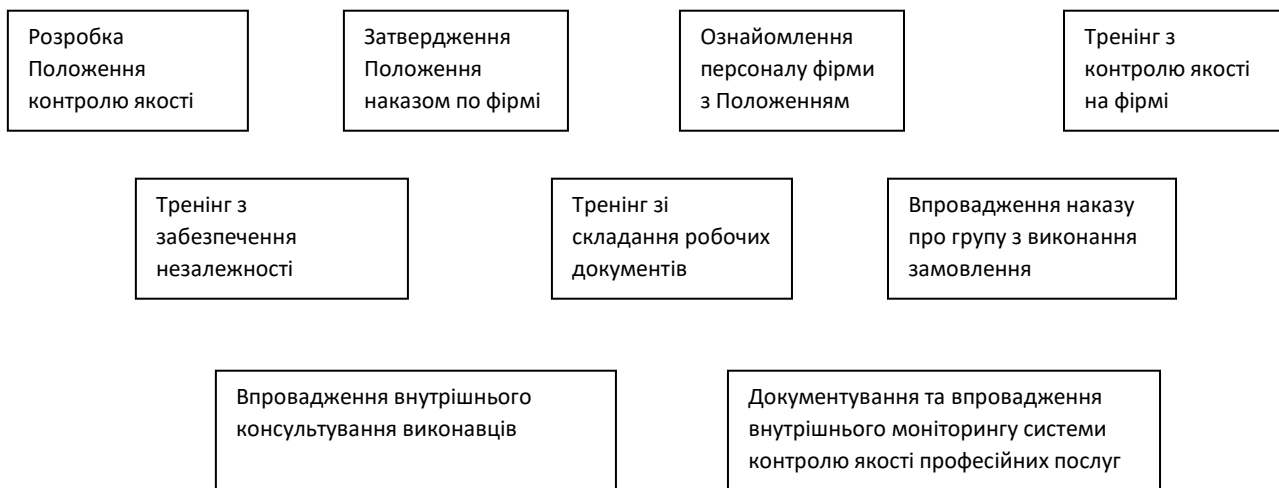 Розробка
Положення
контролю якості
Затвердження
Положення
наказом по фірмі
Ознайомлення
персоналу фірми
з Положенням
Тренінг з
контролю якості
на фірмі
Тренінг з
забезпечення
незалежності
Тренінг зі
складання робочих
документів
Впровадження наказу
про групу з виконання
замовлення
Впровадження внутрішнього
консультування виконавців
Документування та впровадження
внутрішнього моніторингу системи
контролю якості професійних послуг